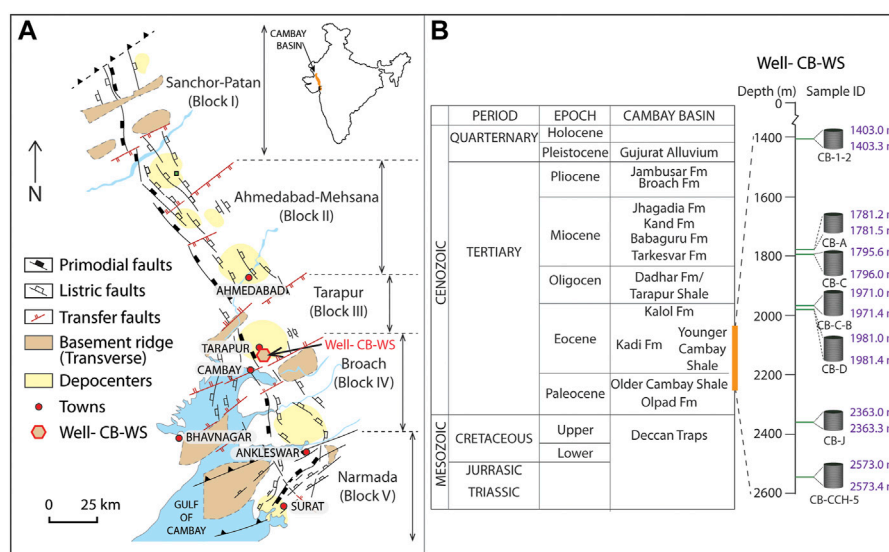 A
CAMBAY
BASIN
Sanchor-Patan
(Block I)
N
Ahmedabad-Mehsana
(Block II)
Primodial faults
Listric faults
Transfer faults
Basement ridge
(Transverse)
Depocenters
Towns
Well- CB-WS
AHMEDABAD
Tarapur
(Block III)
TARAPUR
Well-CB-WS
CAMBAY
Broach
(Block IV)
BHAVNAGAR
ANKLESWAR
Narmada
(Block V)
SURAT
GULF
OF
CAMBAY
0 25 km
B
Well- CB-WS
Depth (m) Sample ID
PERIOD EPOCH CAMBAY BASIN
QUARTERNARY
Holocene
Pleistocene Gujurat Alluvium
CENOZOIC
TERTIARY
Pliocene
Jambusar Fm
Broach Fm
Miocene
Jhagadia Fm
Kand Fm
Babaguru Fm
Tarkesvar Fm
Oligocen
Dadhar Fm/
Tarapur Shale
Eocene
Kalol Fm
Kadi Fm
Younger
Cambay
Shale
Paleocene
Older Cambay Shale
Olpad Fm
MESOZOIC
CRETACEOUS
Upper
Lower
Deccan Traps
JURRASIC
TRIASSIC
0
1400
1600
1800
2000
2200
2400
2600
1403.0 m
1403.3 m
CB-1-2
1781.2 m
1781.5 m
CB-A
1795.6 m
1796.0 m
CB-C
1971.0 m
1971.4 m
CB-C-B
1981.0 m
1981.4 m
CB-D
2363.0 m
2363.3 m
CB-J
2573.0 m
2573.4 m
CB-CCH-5